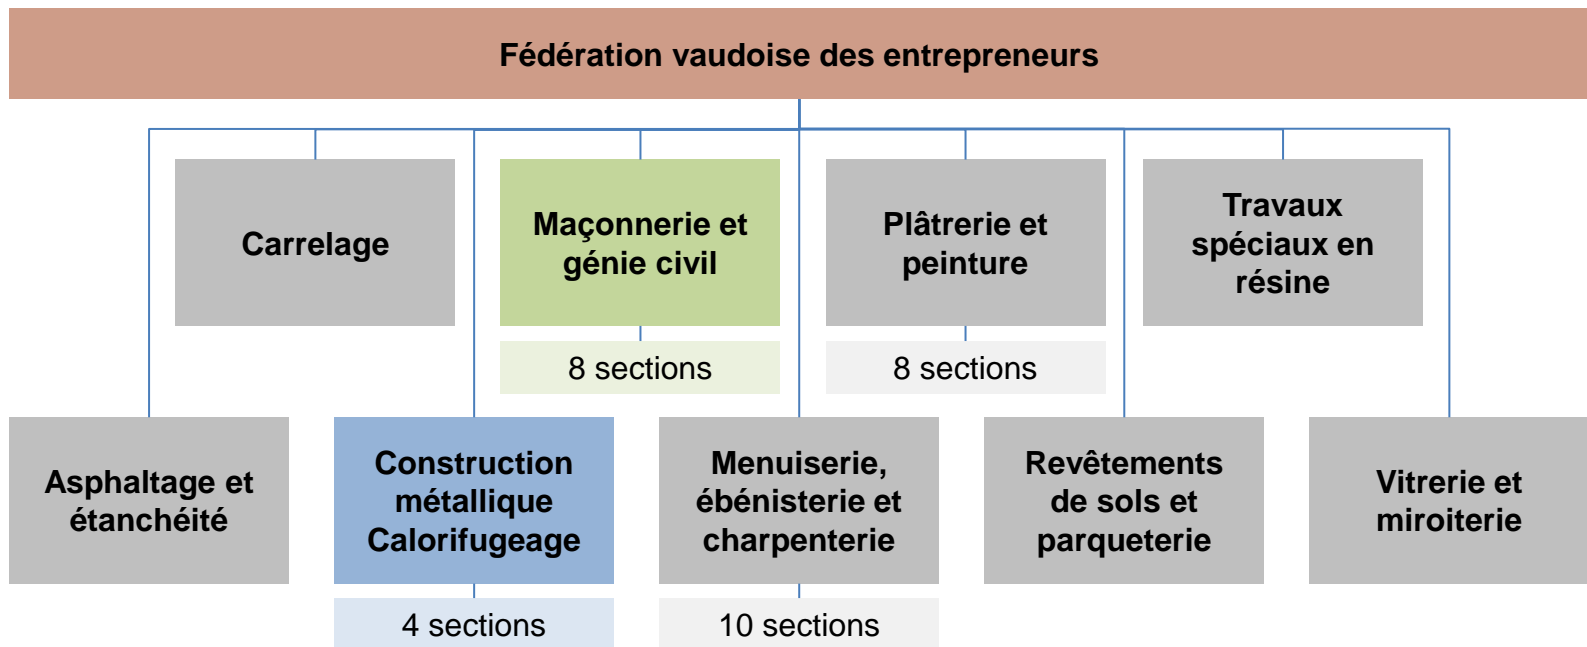 Fédération vaudoise des entrepreneurs
Carrelage
Maçonnerie et
génie civil
Plâtrerie et
peinture
Travaux
spéciaux en
résine
8 sections
8 sections
Asphaltage et
étanchéité
Construction
métallique
Calorifugeage
Menuiserie,
ébénisterie et
charpenterie
Revêtements
de sols et
parqueterie
Vitrerie et
miroiterie
4 sections
10 sections